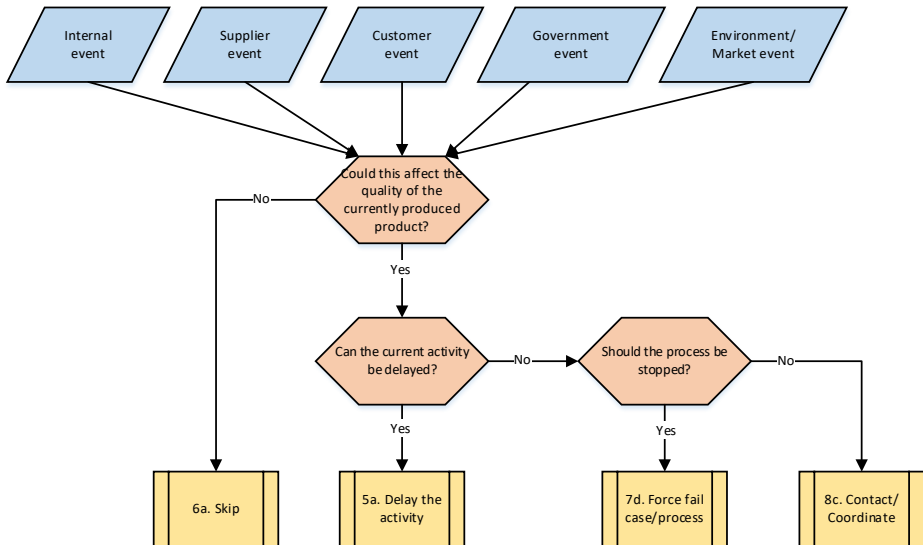 Internal
event
Supplier
event
Customer
event
Government
event
Environment/
Market event
Could this affect the
quality of the
currently produced
product?
No
Yes
Can the current activity
be delayed?
No
Should the process be
stopped?
No
Yes
Yes
6a. Skip
5a. Delay the
activity
7d. Force fail
case/process
8c. Contact/
Coordinate